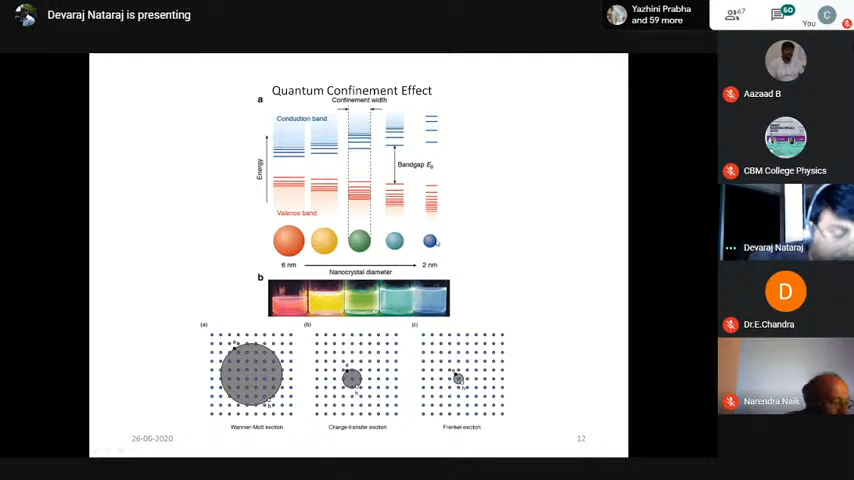 Devaraj Nataraj is presenting
Yazhini Prabha
and 59 more
67
50
C
You
Quantum Confinement Effect
a
Confinement width
Conduction band
Energy
Bandgap Eg
Valence band
6 nm
2 nm
Nanocrystal diameter
b
(a)
(b)
(c)
e
h
Wannier-Mott exciton
Charge-transfer exciton
Frenkel exciton
26-06-2020
12
Aazaad B
CBM College Physics
Devaraj Nataraj
D
Dr.E.Chandra
Narendra Naik